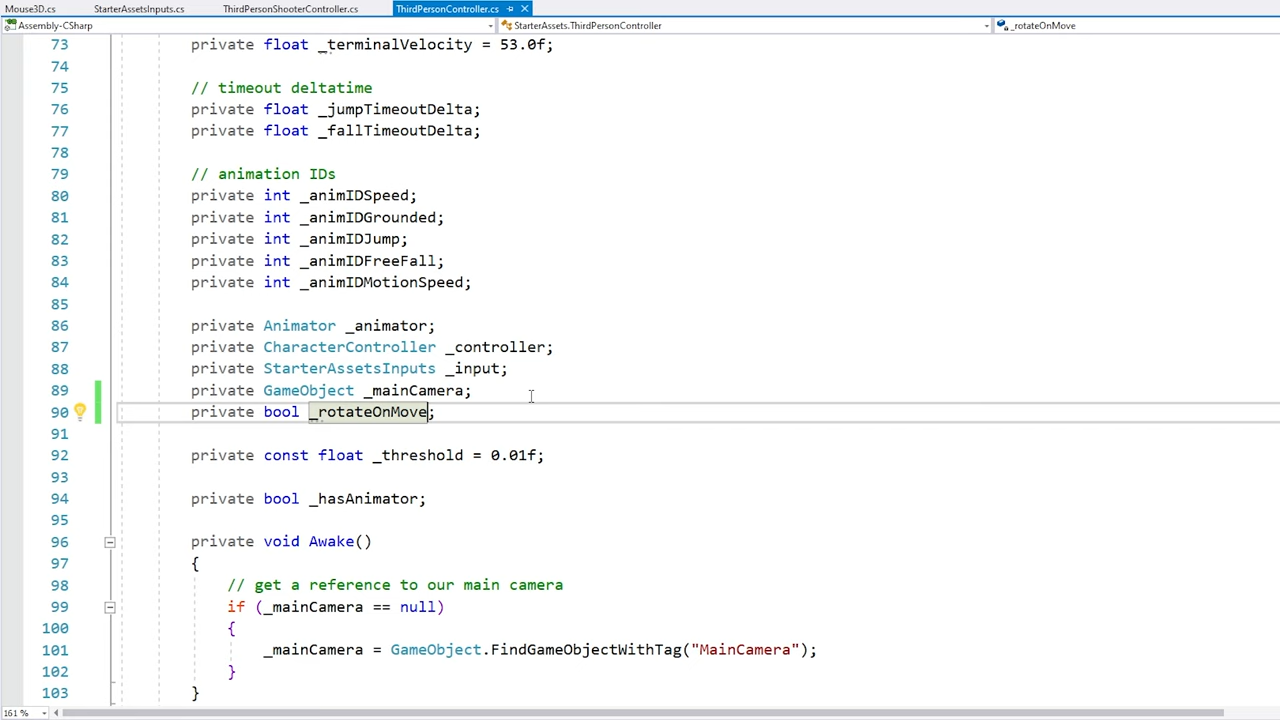 Mouse3D.cs StarterAssetsInputs.cs ThirdPersonShooterController.cs ThirdPersonController.cs
Assembly-CSharp StarterAssets.ThirdPersonController _rotateOnMove
73 private float _terminalVelocity = 53.0f;
74
75 // timeout deltatime
76 private float _jumpTimeoutDelta;
77 private float _fallTimeoutDelta;
78
79 // animation IDs
80 private int _animIDSpeed;
81 private int _animIDGrounded;
82 private int _animIDJump;
83 private int _animIDFreeFall;
84 private int _animIDMotionSpeed;
85
86 private Animator _animator;
87 private CharacterController _controller;
88 private StarterAssetsInputs _input;
89 private GameObject _mainCamera;
90 private bool _rotateOnMove;
91
92 private const float _threshold = 0.01f;
93
94 private bool _hasAnimator;
95
96 private void Awake()
97 {
98 // get a reference to our main camera
99 if (_mainCamera == null)
100 {
101 _mainCamera = GameObject.FindGameObjectWithTag("MainCamera");
102 }
103 }
161 %